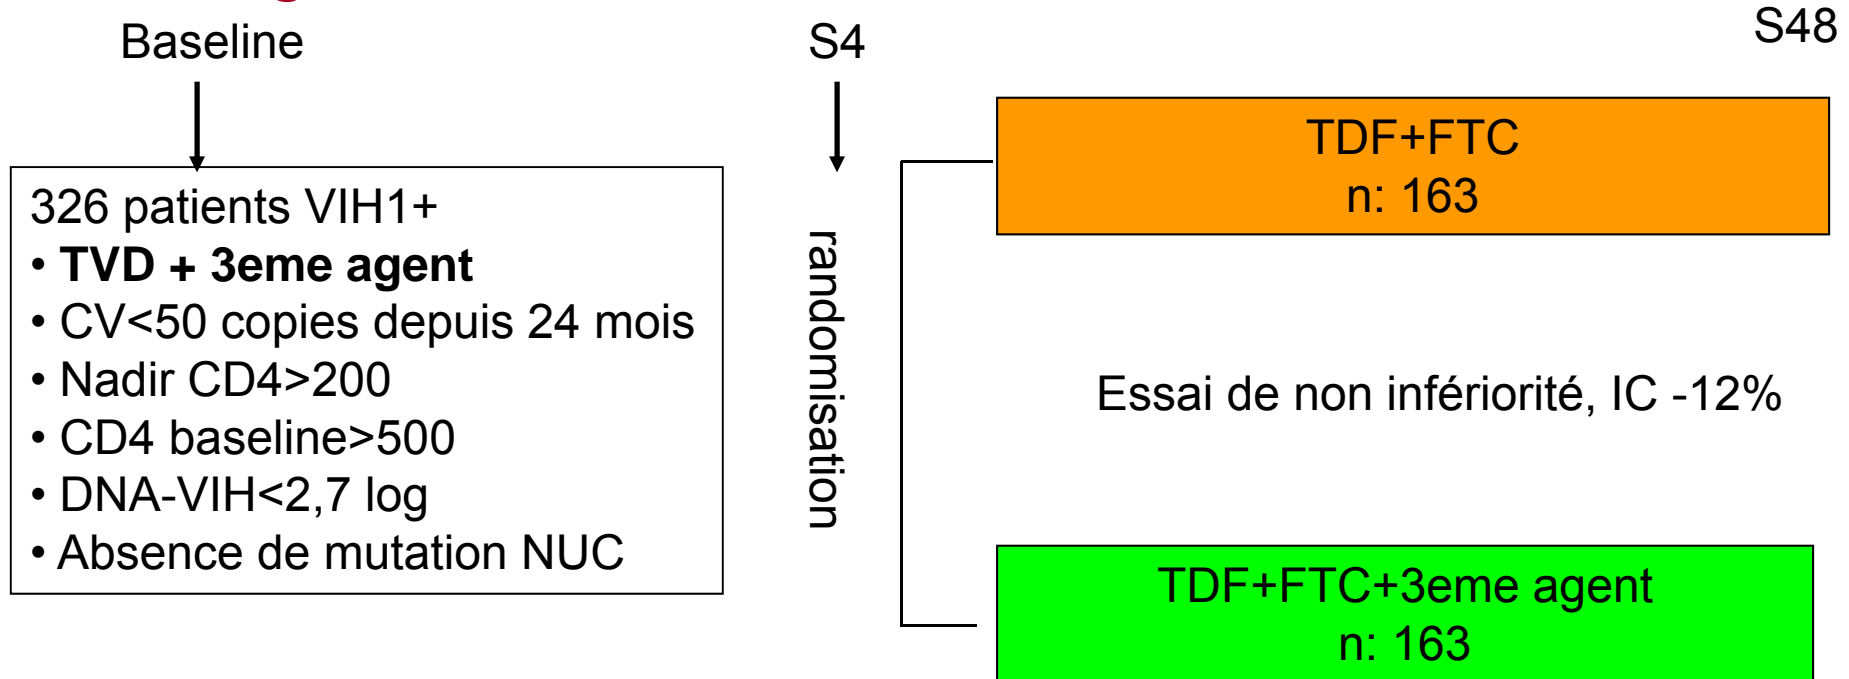 Baseline
S4
S48
326 patients VIH1+
• TVD + 3eme agent
• CV<50 copies depuis 24 mois
• Nadir CD4>200
• CD4 baseline>500
• DNA-VIH<2,7 log
• Absence de mutation NUC
randomisation
TDF+FTC
n: 163
Essai de non infériorité, IC -12%
TDF+FTC+3eme agent
n: 163